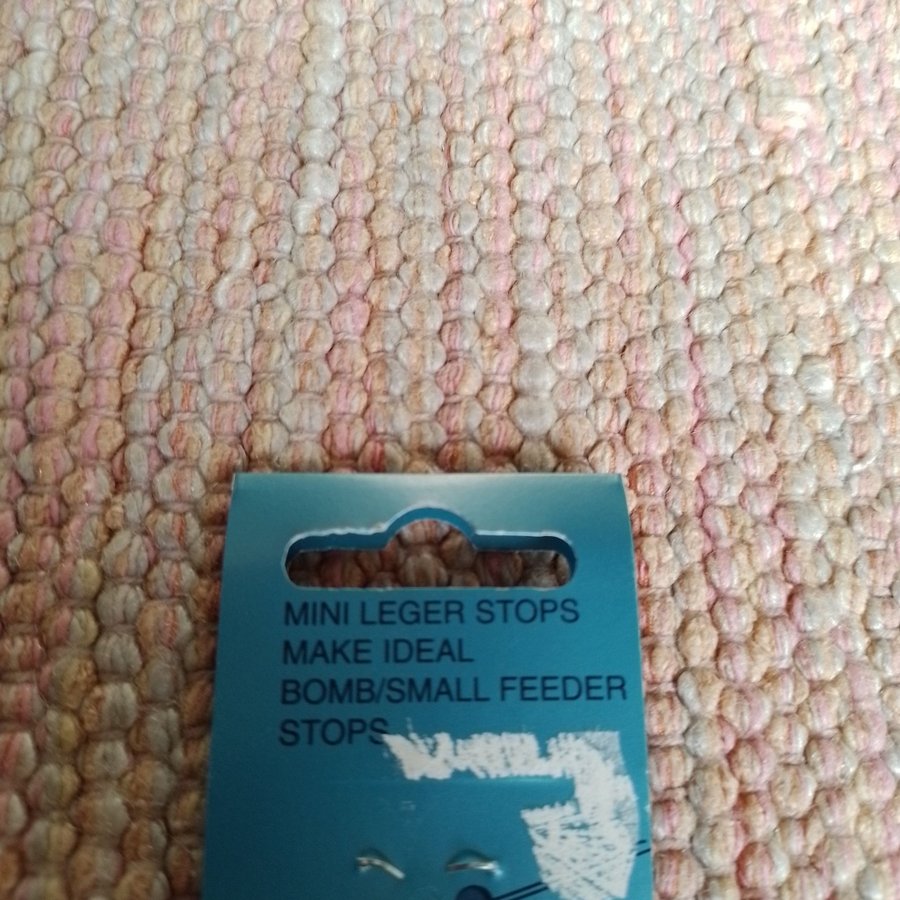 MINI LEGER STOPS
MAKE IDEAL
BOMB/SMALL FEEDER
STOPS